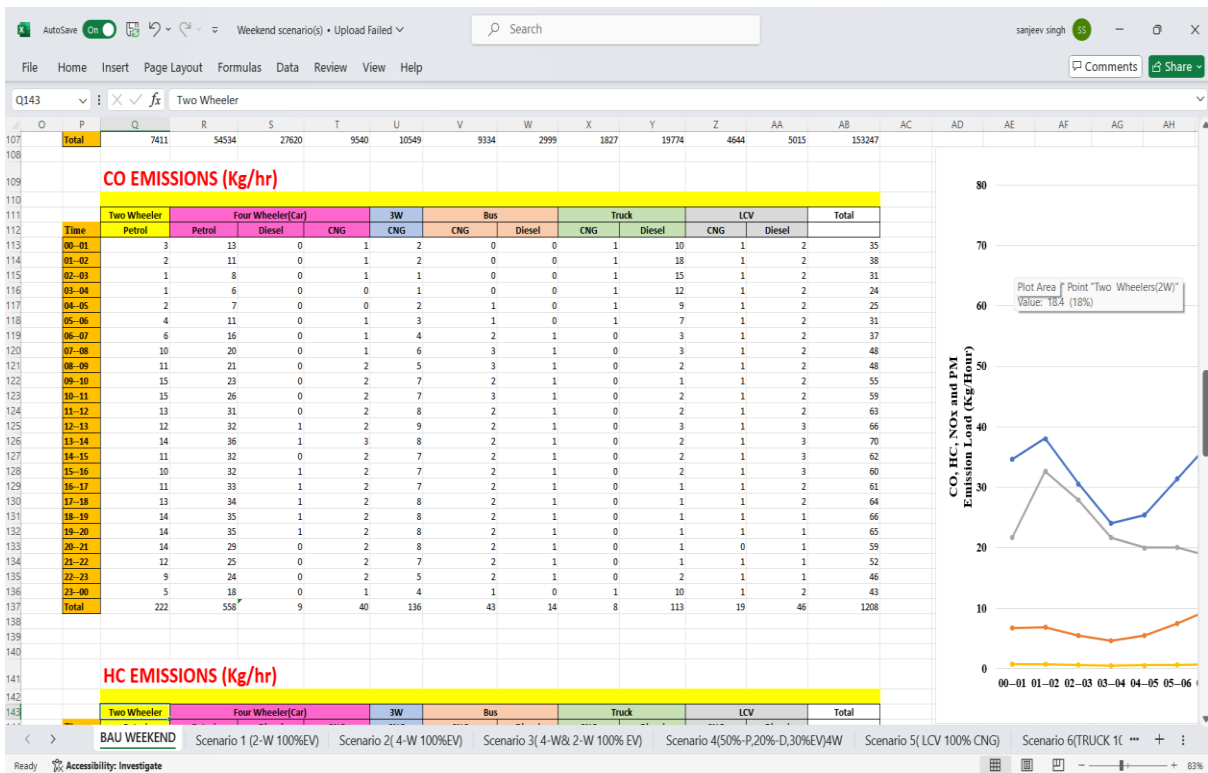 AutoSave On Weekend scenario(s) • Upload Failed Search sanjeev singh SS
File Home Insert Page Layout Formulas Data Review View Help Comments Share
Q143 fx Two Wheeler
O P Q R S T U V W X Y Z AA AB AC AD AE AF AG AH
107 Total 7411 54534 27620 9540 10549 9334 2999 1827 19774 4644 5015 153247
108
109 CO EMISSIONS (Kg/hr)
110
111 Two Wheeler Four Wheeler(Car) 3W Bus Truck LCV Total
112 Time Petrol Petrol Diesel CNG CNG CNG Diesel CNG Diesel CNG Diesel
113 00--01 3 13 0 1 2 0 0 1 10 1 2 35
114 01--02 2 11 0 1 2 0 0 1 18 1 2 38
115 02--03 1 8 0 1 1 0 0 1 15 1 2 31
116 03--04 1 6 0 0 1 0 0 1 12 1 2 24
117 04--05 2 7 0 0 2 1 0 1 9 1 2 25
118 05--06 4 11 0 1 3 1 0 1 7 1 2 31
119 06--07 6 16 0 1 4 2 1 0 3 1 2 37
120 07--08 10 20 0 1 6 3 1 0 3 1 2 48
121 08--09 11 21 0 2 5 3 1 0 2 1 2 48
122 09--10 15 23 0 2 7 2 1 0 1 1 2 55
123 10--11 15 26 0 2 7 3 1 0 2 1 2 59
124 11--12 13 31 0 2 8 2 1 0 2 1 2 63
125 12--13 12 32 1 2 9 2 1 0 3 1 3 66
126 13--14 14 36 1 3 8 2 1 0 2 1 3 70
127 14--15 11 32 0 2 7 2 1 0 2 1 3 62
128 15--16 10 32 1 2 7 2 1 0 2 1 3 60
129 16--17 11 33 1 2 7 2 1 0 1 1 2 61
130 17--18 13 34 1 2 8 2 1 0 1 1 2 64
131 18--19 14 35 1 2 8 2 1 0 1 1 1 66
132 19--20 14 35 1 2 8 2 1 0 1 1 1 65
133 20--21 14 29 0 2 8 2 1 0 1 0 1 59
134 21--22 12 25 0 2 7 2 1 0 1 1 1 52
135 22--23 9 24 0 2 5 2 1 0 2 1 1 46
136 23--00 5 18 0 1 4 1 0 1 10 1 2 43
137 Total 222 558 9 40 136 43 14 8 113 19 46 1208
138
139
140
141 HC EMISSIONS (Kg/hr)
142
143 Two Wheeler Four Wheeler(Car) 3W Bus Truck LCV Total
80
70
60
50
40
30
20
10
0
CO, HC, NOx and PM
Emission Load (Kg/Hour)
Plot Area Point "Two Wheelers(2W)"
Value: 18.4 (18%)
00--01 01--02 02--03 03--04 04--05 05--06
BAU WEEKEND Scenario 1 (2-W 100%EV) Scenario 2( 4-W 100%EV) Scenario 3( 4-W& 2-W 100% EV) Scenario 4(50%-P,20%-D,30%EV)4W Scenario 5( LCV 100% CNG) Scenario 6(TRUCK 1( ••• +
Ready Accessibility: Investigate 83%